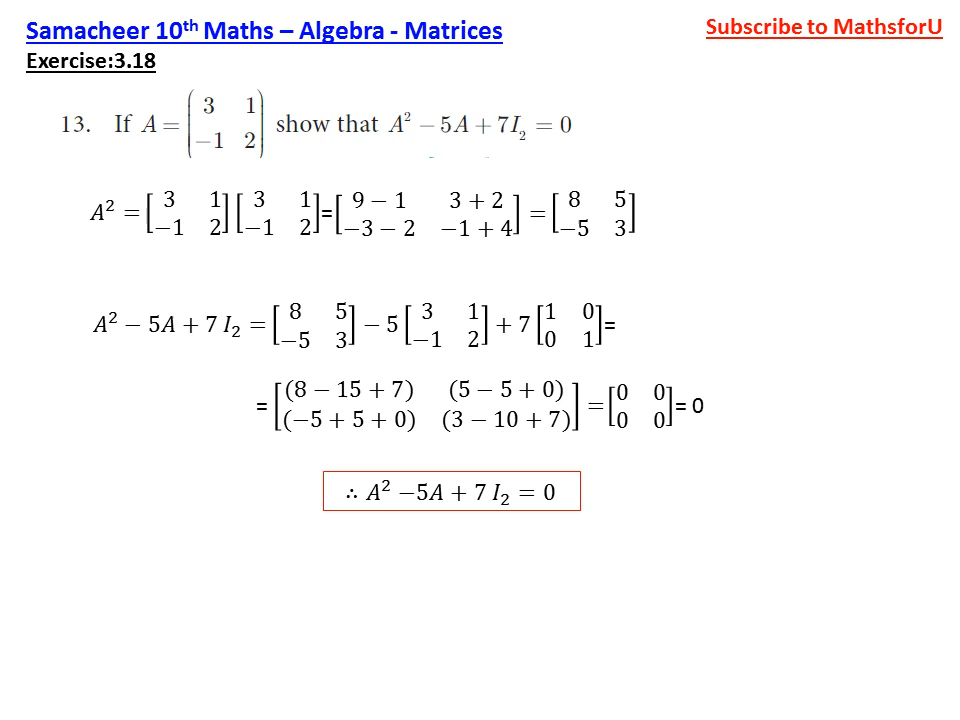 Samacheer 10th Maths – Algebra - Matrices
Subscribe to MathsforU
Exercise:3.18
13. If A = (3 1 −1 2) show that A² − 5A + 7I₂ = 0
A² = [3 1 −1 2] [3 1 −1 2]= [9 − 1 3 + 2 −3 − 2 −1 + 4] = [8 5 −5 3]
A² − 5A + 7 I₂ = [8 5 −5 3] − 5 [3 1 −1 2] + 7 [1 0 0 1]=
= [(8 − 15 + 7) (5 − 5 + 0) (−5 + 5 + 0) (3 − 10 + 7)] = [0 0 0 0]= 0
∴ A² −5A + 7 I₂ = 0